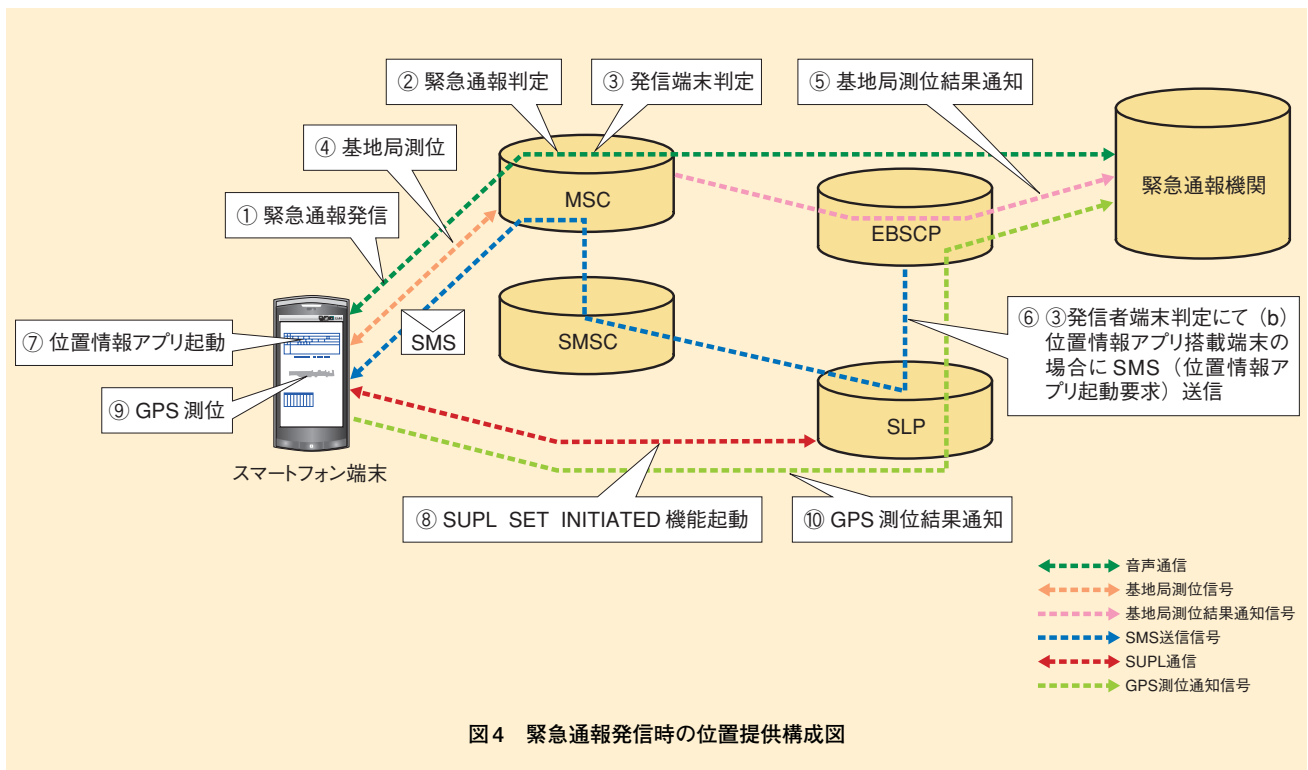 ② 緊急通報判定
③ 発信端末判定
⑤ 基地局測位結果通知
④ 基地局測位
① 緊急通報発信
MSC
EBSCP
緊急通報機関
SMS
SMSC
SLP
⑦ 位置情報アプリ起動
⑨ GPS 測位
スマートフォン端末
⑥ ③発信者端末判定にて (b)
位置情報アプリ搭載端末の
場合に SMS(位置情報ア
プリ起動要求)送信
⑧ SUPL SET INITIATED 機能起動
⑩ GPS 測位結果通知
音声通信
基地局測位信号
基地局測位結果通知信号
SMS送信信号
SUPL通信
GPS測位通知信号
図4 緊急通報発信時の位置提供構成図